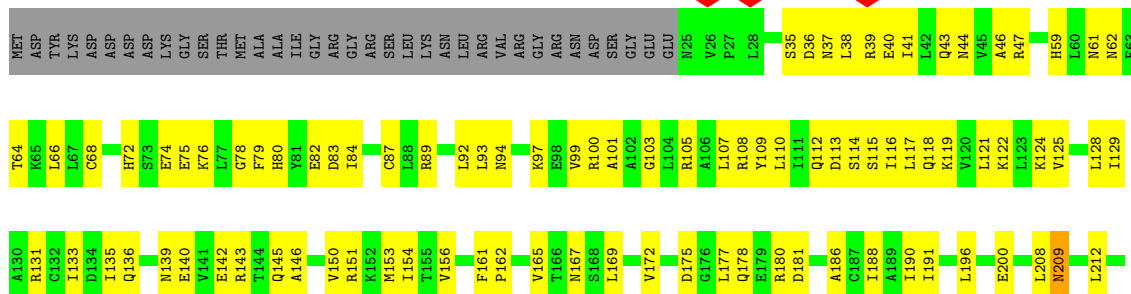 MET ASP TYR LYS ASP ASP ASP ASP LYS GLY SER THR MET ALA ALA ILE GLY ARG GLY ARG SER LEU LYS ASN LEU ARG VAL ARG GLY ARG ASN ASP SER GLY GLU GLU N25 V26 P27 L28 S35 D36 N37 L38 R39 E40 I41 L42 Q43 N44 V45 A46 R47 H59 L60 N61 N62 E63
T64 K65 L66 L67 C68 H72 S73 E74 E75 K76 L77 G78 F79 H80 Y81 E82 D83 I84 C87 L88 R89 L92 L93 N94 K97 E98 V99 R100 A101 A102 G103 L104 R105 A106 L107 R108 Y109 L110 I111 Q112 D113 S114 S115 I116 L117 Q118 K119 V120 L121 K122 L123 K124 V125 L128 I129
A130 R131 C132 I133 D134 I135 Q136 N139 E140 V141 E142 R143 T144 Q145 A146 V150 R151 K152 M153 I154 T155 V156 F161 P162 V165 T166 N167 S168 L169 V172 D175 G176 L177 Q178 E179 R180 D181 A186 C187 I188 A189 I190 I191 L196 E200 L208 N209 L212